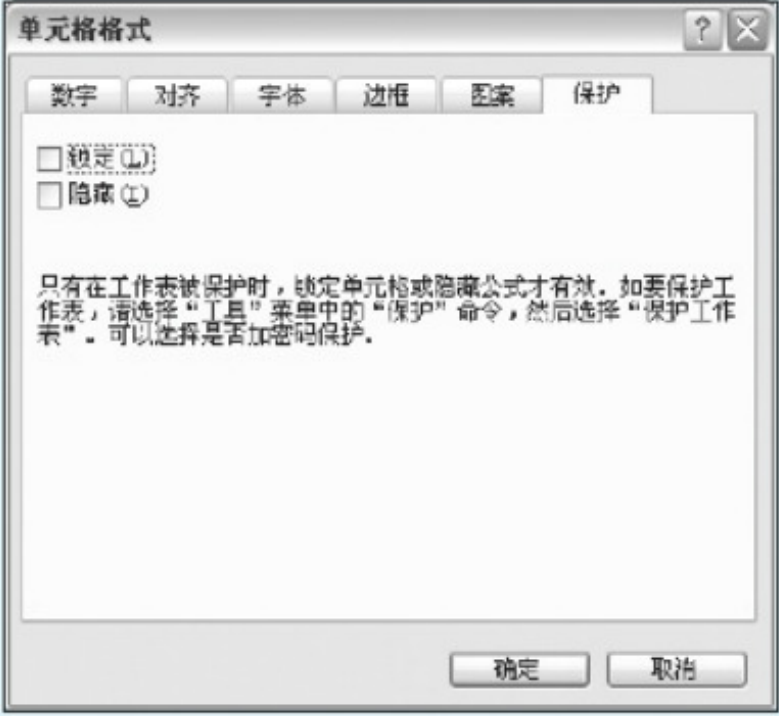 单元格格式
数字 对齐 字体 边框 图案 保护
锁定(L)
隐藏(I)
只有在工作表被保护时，锁定单元格或隐藏公式才有效．如要保护工
作表，请选择“工具”菜单中的“保护”命令，然后选择“保护工作
表”。可以选择是否加密码保护．
确定 取消